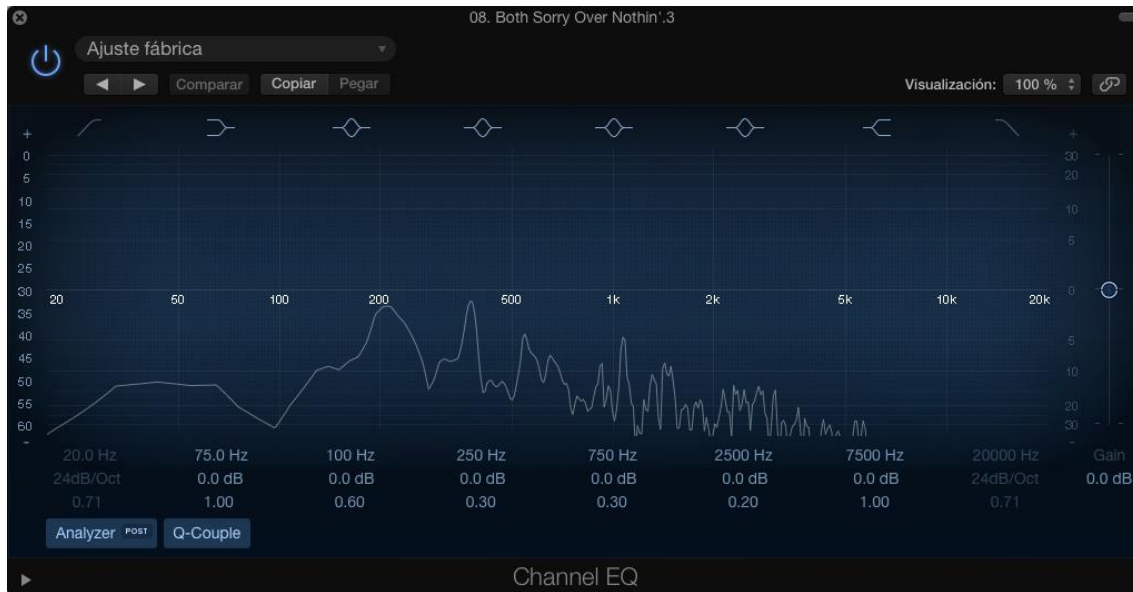 08. Both Sorry Over Nothin'.3
Ajuste fábrica
Comparar Copiar Pegar Visualización: 100 %
+ +
0 30
5 20
10 10
15
20 5
25
30 20 50 100 200 500 1k 2k 5k 10k 20k 0
35
40 5
45
50 10
55 20
60 30
- -
20.0 Hz 75.0 Hz 100 Hz 250 Hz 750 Hz 2500 Hz 7500 Hz 20000 Hz Gain
24dB/Oct 0.0 dB 0.0 dB 0.0 dB 0.0 dB 0.0 dB 0.0 dB 24dB/Oct 0.0 dB
0.71 1.00 0.60 0.30 0.30 0.20 1.00 0.71
Analyzer POST Q-Couple
Channel EQ